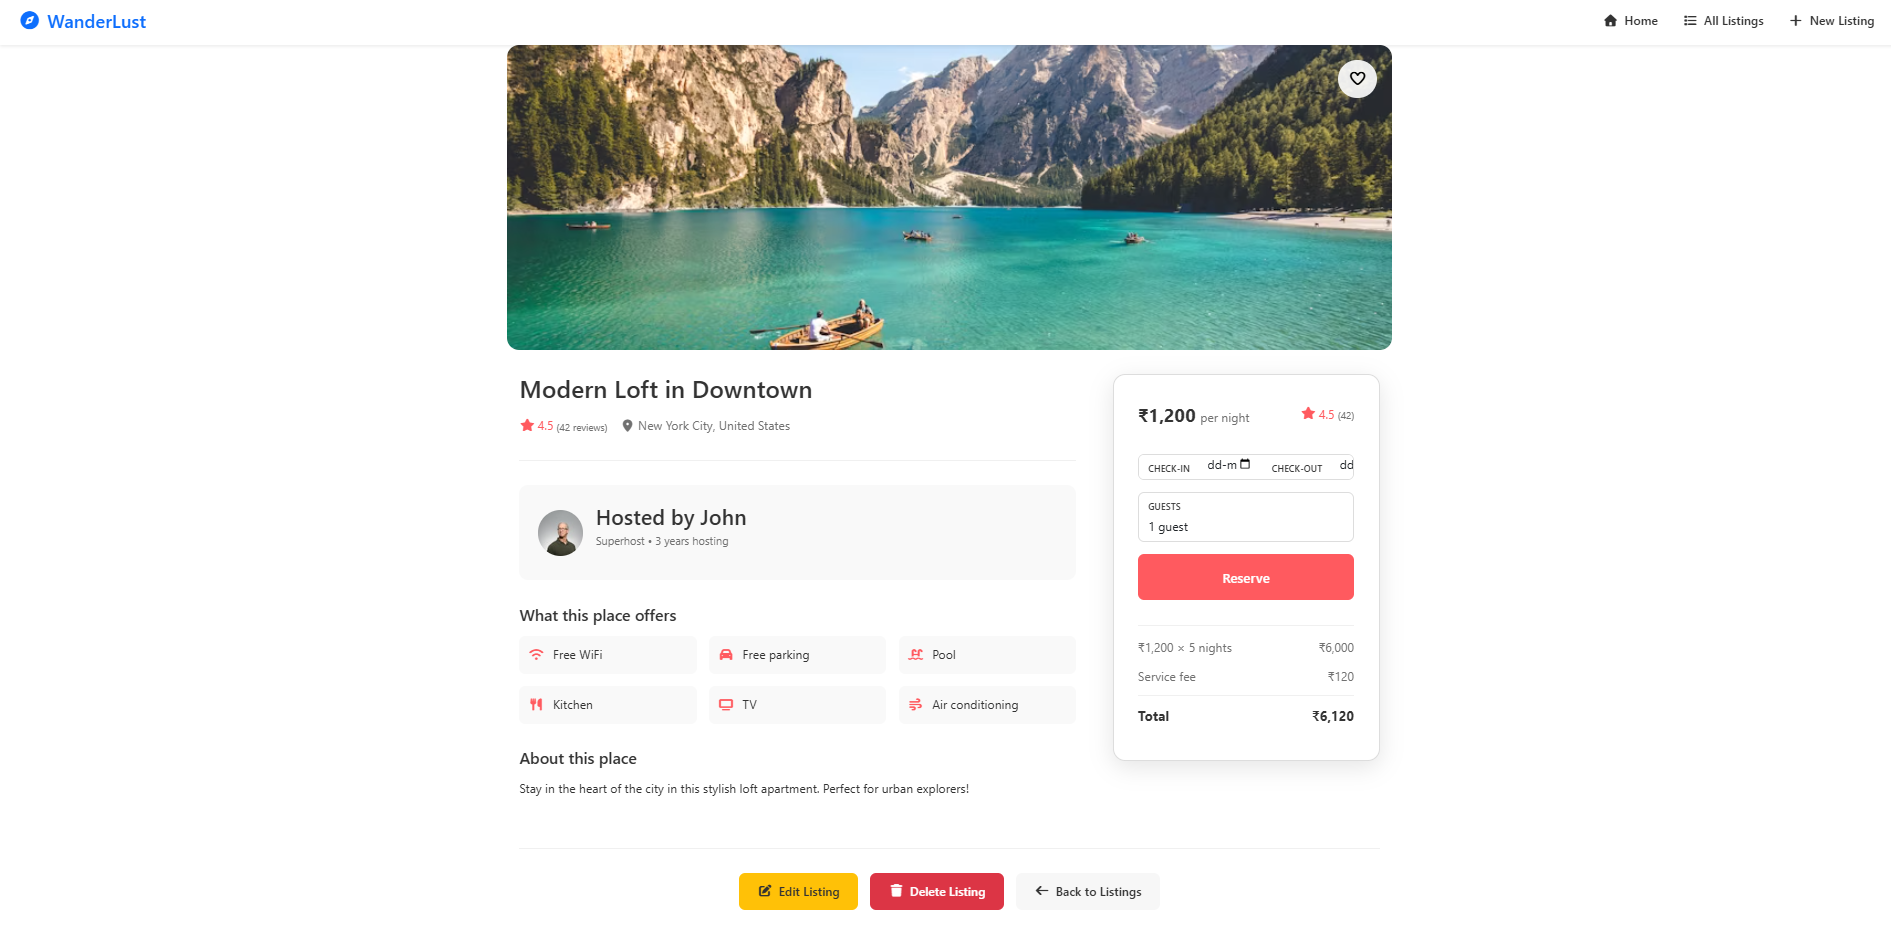 WanderLust
Home All Listings New Listing
Modern Loft in Downtown
4.5 (42 reviews) New York City, United States
Hosted by John
Superhost • 3 years hosting
What this place offers
Free WiFi Free parking Pool
Kitchen TV Air conditioning
About this place
Stay in the heart of the city in this stylish loft apartment. Perfect for urban explorers!
₹1,200 per night 4.5 (42)
CHECK-IN dd-m CHECK-OUT dd
GUESTS
1 guest
Reserve
₹1,200 × 5 nights ₹6,000
Service fee ₹120
Total ₹6,120
Edit Listing Delete Listing Back to Listings